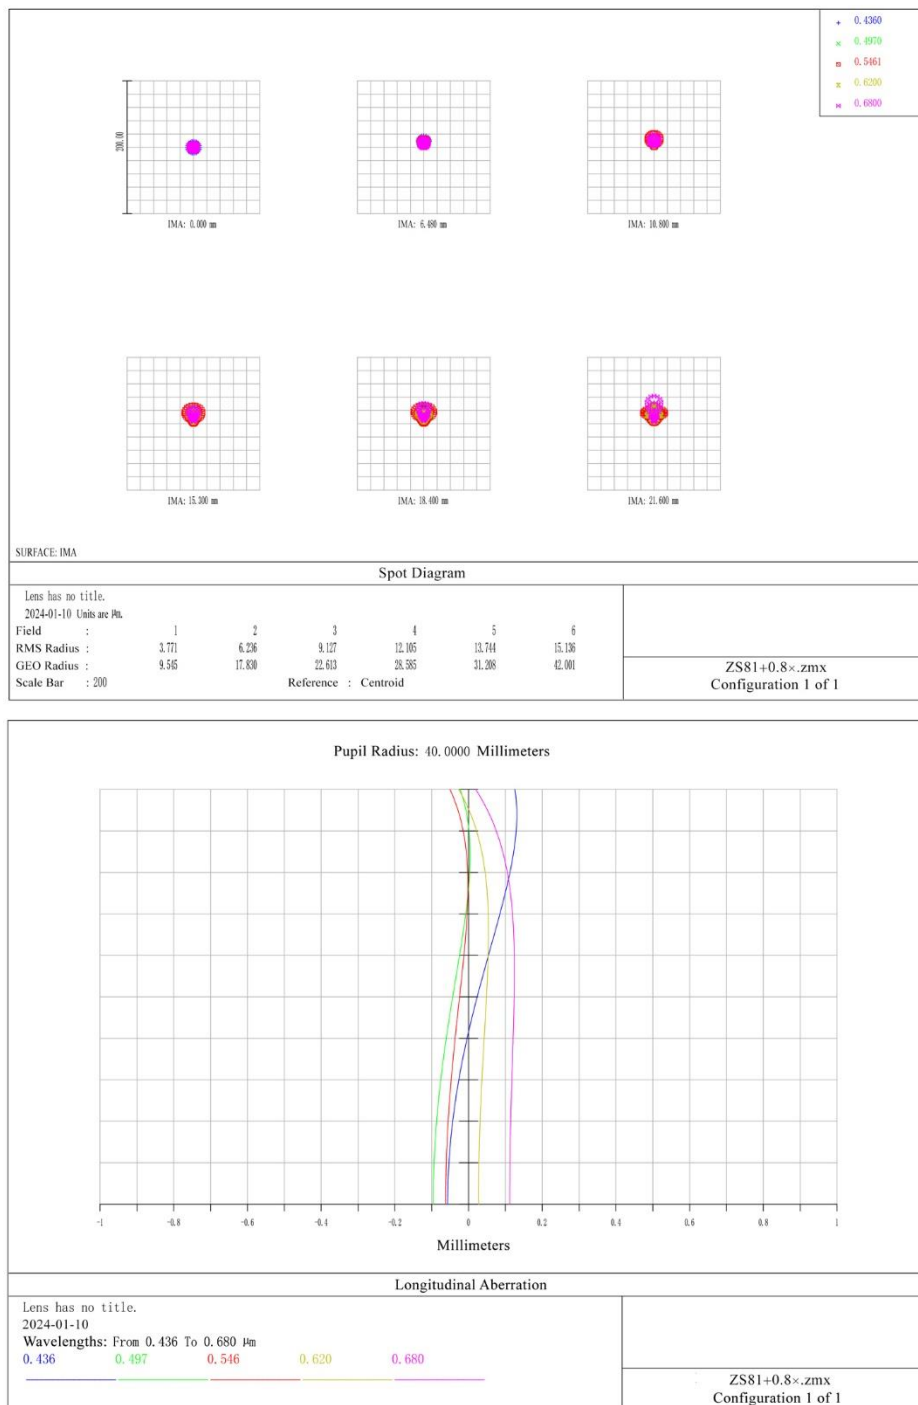 0.4360
0.4970
0.5461
0.6200
0.6800
200.00
IMA: 0.000 mm
IMA: 6.480 mm
IMA: 10.800 mm
IMA: 15.300 mm
IMA: 18.400 mm
IMA: 21.600 mm
SURFACE: IMA
Spot Diagram
Lens has no title.
2024-01-10 Units are µm.
Field : 1 2 3 4 5 6
RMS Radius : 3.771 6.236 9.127 12.105 13.744 15.136
GEO Radius : 9.545 17.830 22.613 28.585 31.208 42.001
Scale Bar : 200 Reference : Centroid
ZS81+0.8×.zmx
Configuration 1 of 1
Pupil Radius: 40.0000 Millimeters
-1 -0.8 -0.6 -0.4 -0.2 0 0.2 0.4 0.6 0.8 1
Millimeters
Longitudinal Aberration
Lens has no title.
2024-01-10
Wavelengths: From 0.436 To 0.680 µm
0.436 0.497 0.546 0.620 0.680
ZS81+0.8×.zmx
Configuration 1 of 1